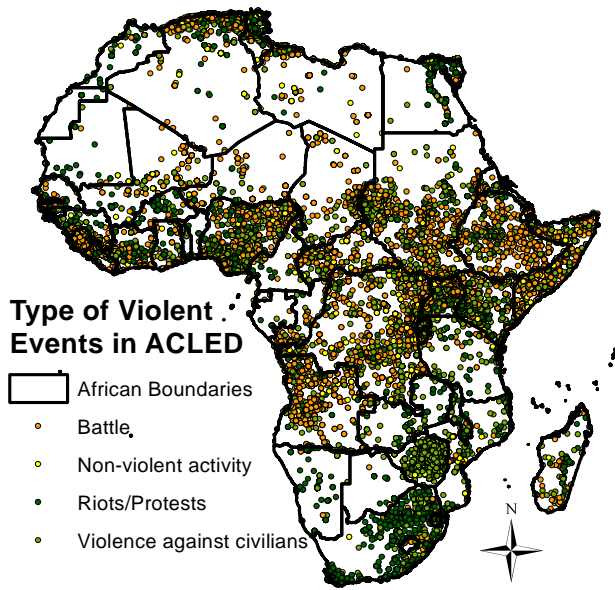 Type of Violent
Events in ACLED
African Boundaries
Battle
Non-violent activity
Riots/Protests
Violence against civilians
N